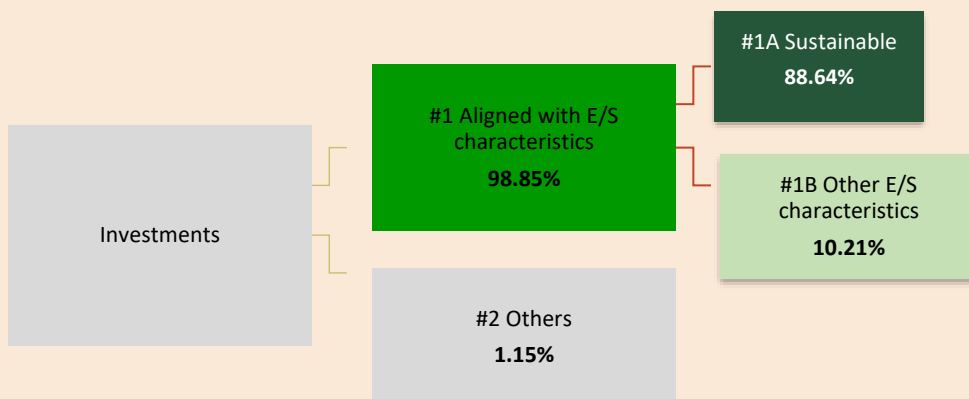 Investments
#1 Aligned with E/S
characteristics
98.85%
#2 Others
1.15%
#1A Sustainable
88.64%
#1B Other E/S
characteristics
10.21%